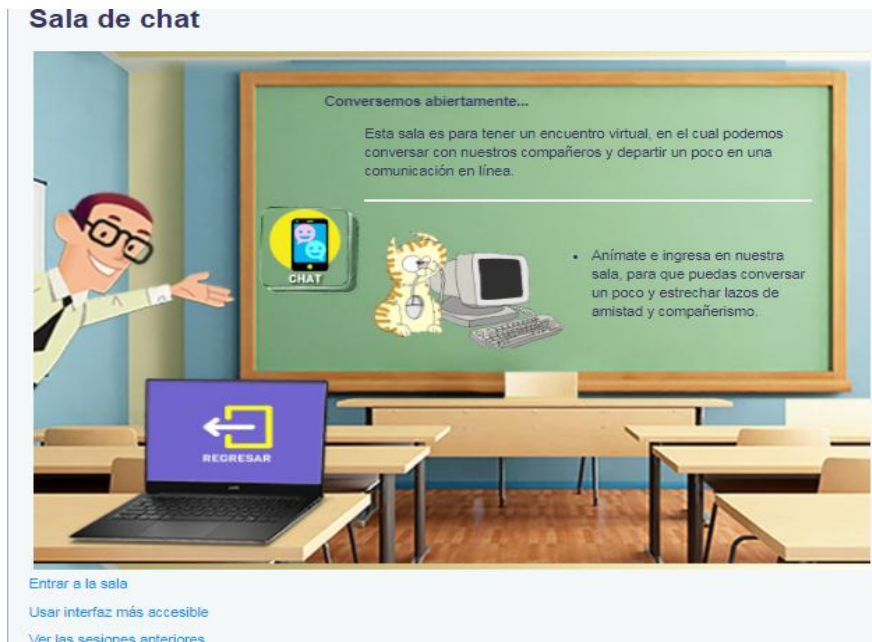 Sala de chat
Conversemos abiertamente...
Esta sala es para tener un encuentro virtual, en el cual podemos
conversar con nuestros compañeros y departir un poco en una
comunicación en línea.
CHAT
• Anímate e ingresa en nuestra
sala, para que puedas conversar
un poco y estrechar lazos de
amistad y compañerismo.
REGRESAR
Entrar a la sala
Usar interfaz más accesible
Ver las sesiones anteriores